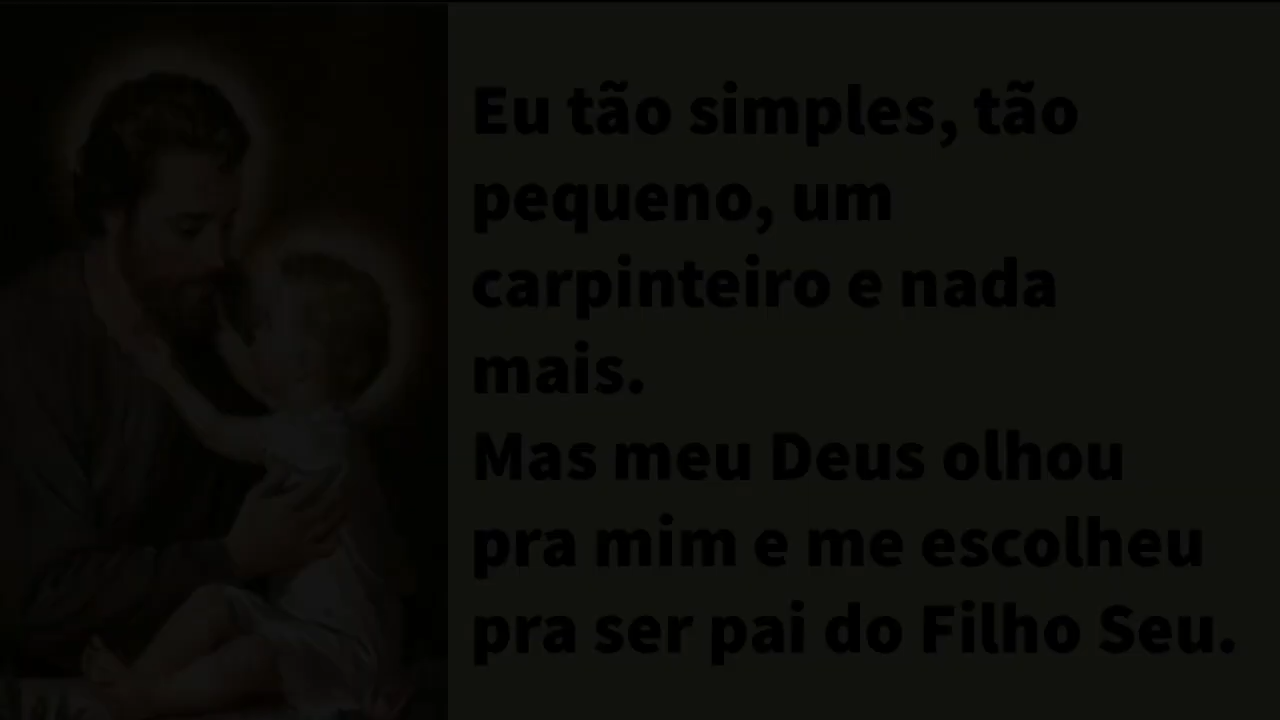 Eu tão simples, tão
pequeno, um
carpinteiro e nada
mais.
Mas meu Deus olhou
pra mim e me escolheu
pra ser pai do Filho Seu.